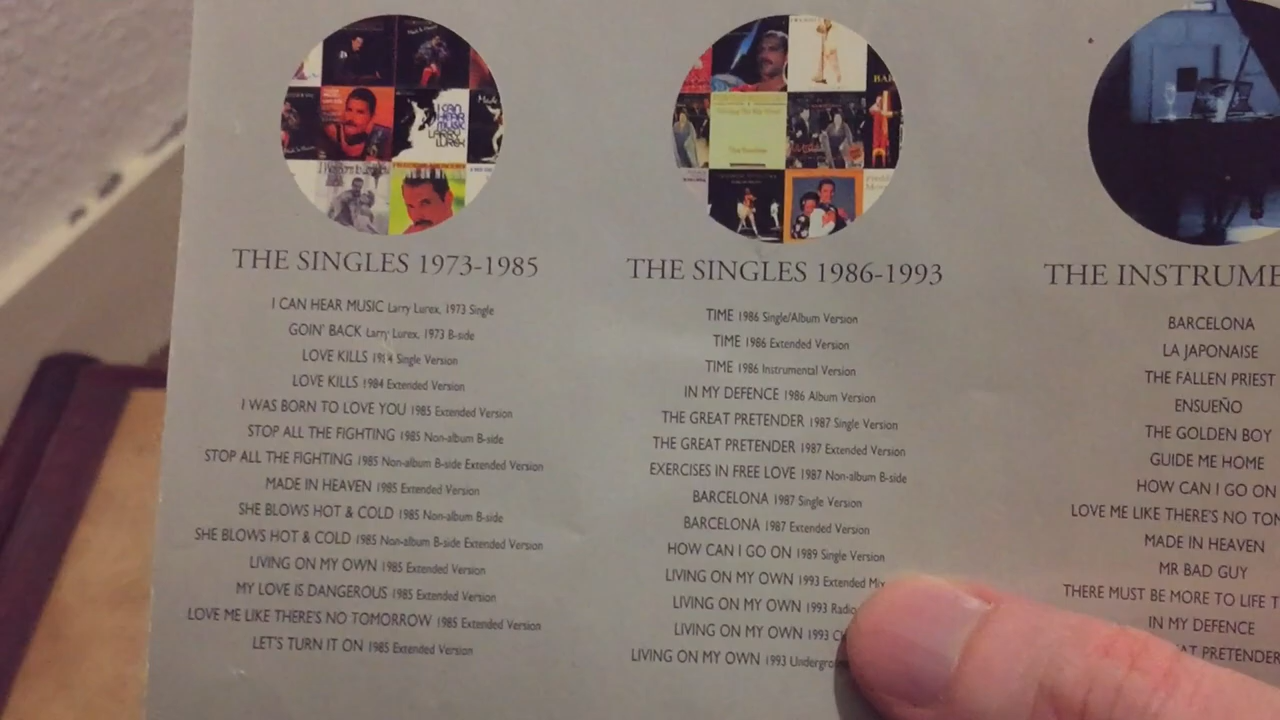 I CAN
HEAR
MUSIC
LARRY
LUREX
THE SINGLES 1973-1985
I CAN HEAR MUSIC Larry Lurex, 1973 Single
GOIN' BACK Larry Lurex, 1973 B-side
LOVE KILLS 1984 Single Version
LOVE KILLS 1984 Extended Version
I WAS BORN TO LOVE YOU 1985 Extended Version
STOP ALL THE FIGHTING 1985 Non-album B-side
STOP ALL THE FIGHTING 1985 Non-album B-side Extended Version
MADE IN HEAVEN 1985 Extended Version
SHE BLOWS HOT & COLD 1985 Non-album B-side
SHE BLOWS HOT & COLD 1985 Non-album B-side Extended Version
LIVING ON MY OWN 1985 Extended Version
MY LOVE IS DANGEROUS 1985 Extended Version
LOVE ME LIKE THERE'S NO TOMORROW 1985 Extended Version
LET'S TURN IT ON 1985 Extended Version
THE SINGLES 1986-1993
TIME 1986 Single/Album Version
TIME 1986 Extended Version
TIME 1986 Instrumental Version
IN MY DEFENCE 1986 Album Version
THE GREAT PRETENDER 1987 Single Version
THE GREAT PRETENDER 1987 Extended Version
EXERCISES IN FREE LOVE 1987 Non-album B-side
BARCELONA 1987 Single Version
BARCELONA 1987 Extended Version
HOW CAN I GO ON 1989 Single Version
LIVING ON MY OWN 1993 Extended Mix
LIVING ON MY OWN 1993 Radio
LIVING ON MY OWN 1993
LIVING ON MY OWN 1993
THE
BARCELONA
LA JAPONAISE
THE FALLEN PRIEST
ENSUEÑO
THE GOLDEN BOY
GUIDE ME HOME
HOW CAN I GO ON
LOVE ME LIKE THERE'S NO
MADE IN HEAVEN
MR BAD GUY
THERE MUST BE MORE TO LIFE
IN MY DEFENCE
PRETENDER